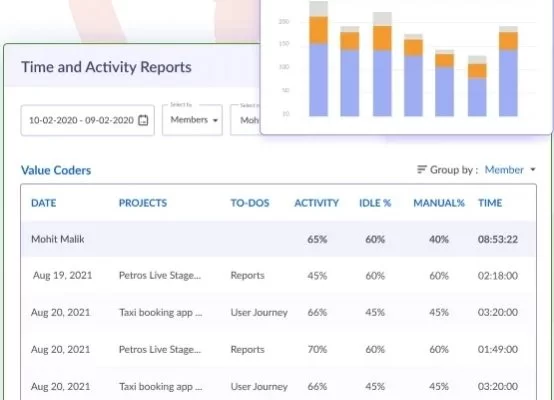 200
150
100
50
10
Time and Activity Reports
Select by
10-02-2020 - 09-02-2020 Members Moh
Value Coders Group by : Member
DATE PROJECTS TO-DOS ACTIVITY IDLE % MANUAL% TIME
Mohit Malik 65% 60% 40% 08:53:22
Aug 19, 2021 Petros Live Stage... Reports 45% 60% 60% 02:18:00
Aug 20, 2021 Taxi booking app ... User Journey 66% 45% 45% 03:20:00
Aug 20, 2021 Petros Live Stage... Reports 70% 60% 60% 01:49:00
Aug 20, 2021 Taxi booking app ... User Journey 66% 45% 45% 03:20:00